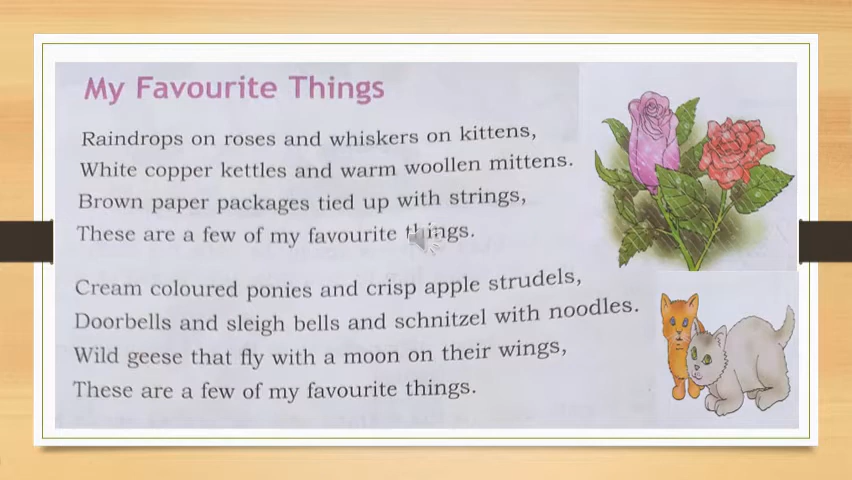 My Favourite Things
Raindrops on roses and whiskers on kittens,
White copper kettles and warm woollen mittens.
Brown paper packages tied up with strings,
These are a few of my favourite things.
Cream coloured ponies and crisp apple strudels,
Doorbells and sleigh bells and schnitzel with noodles.
Wild geese that fly with a moon on their wings,
These are a few of my favourite things.